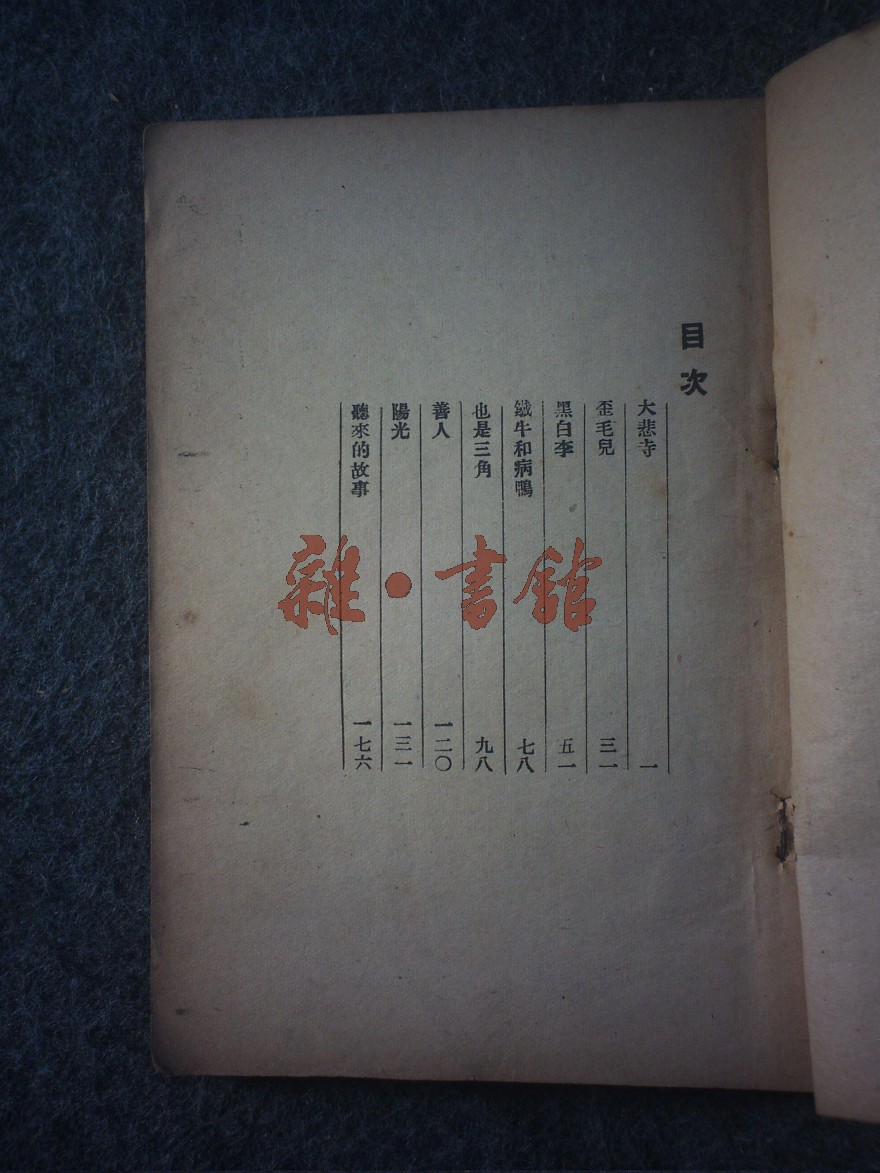 目次
大悲寺 一
歪毛兒 三一
黑白李 五一
鐵牛和病鴨 七八
也是三角 九八
善人 一二〇
陽光 一三一
聽來的故事 一七六
雜·書館